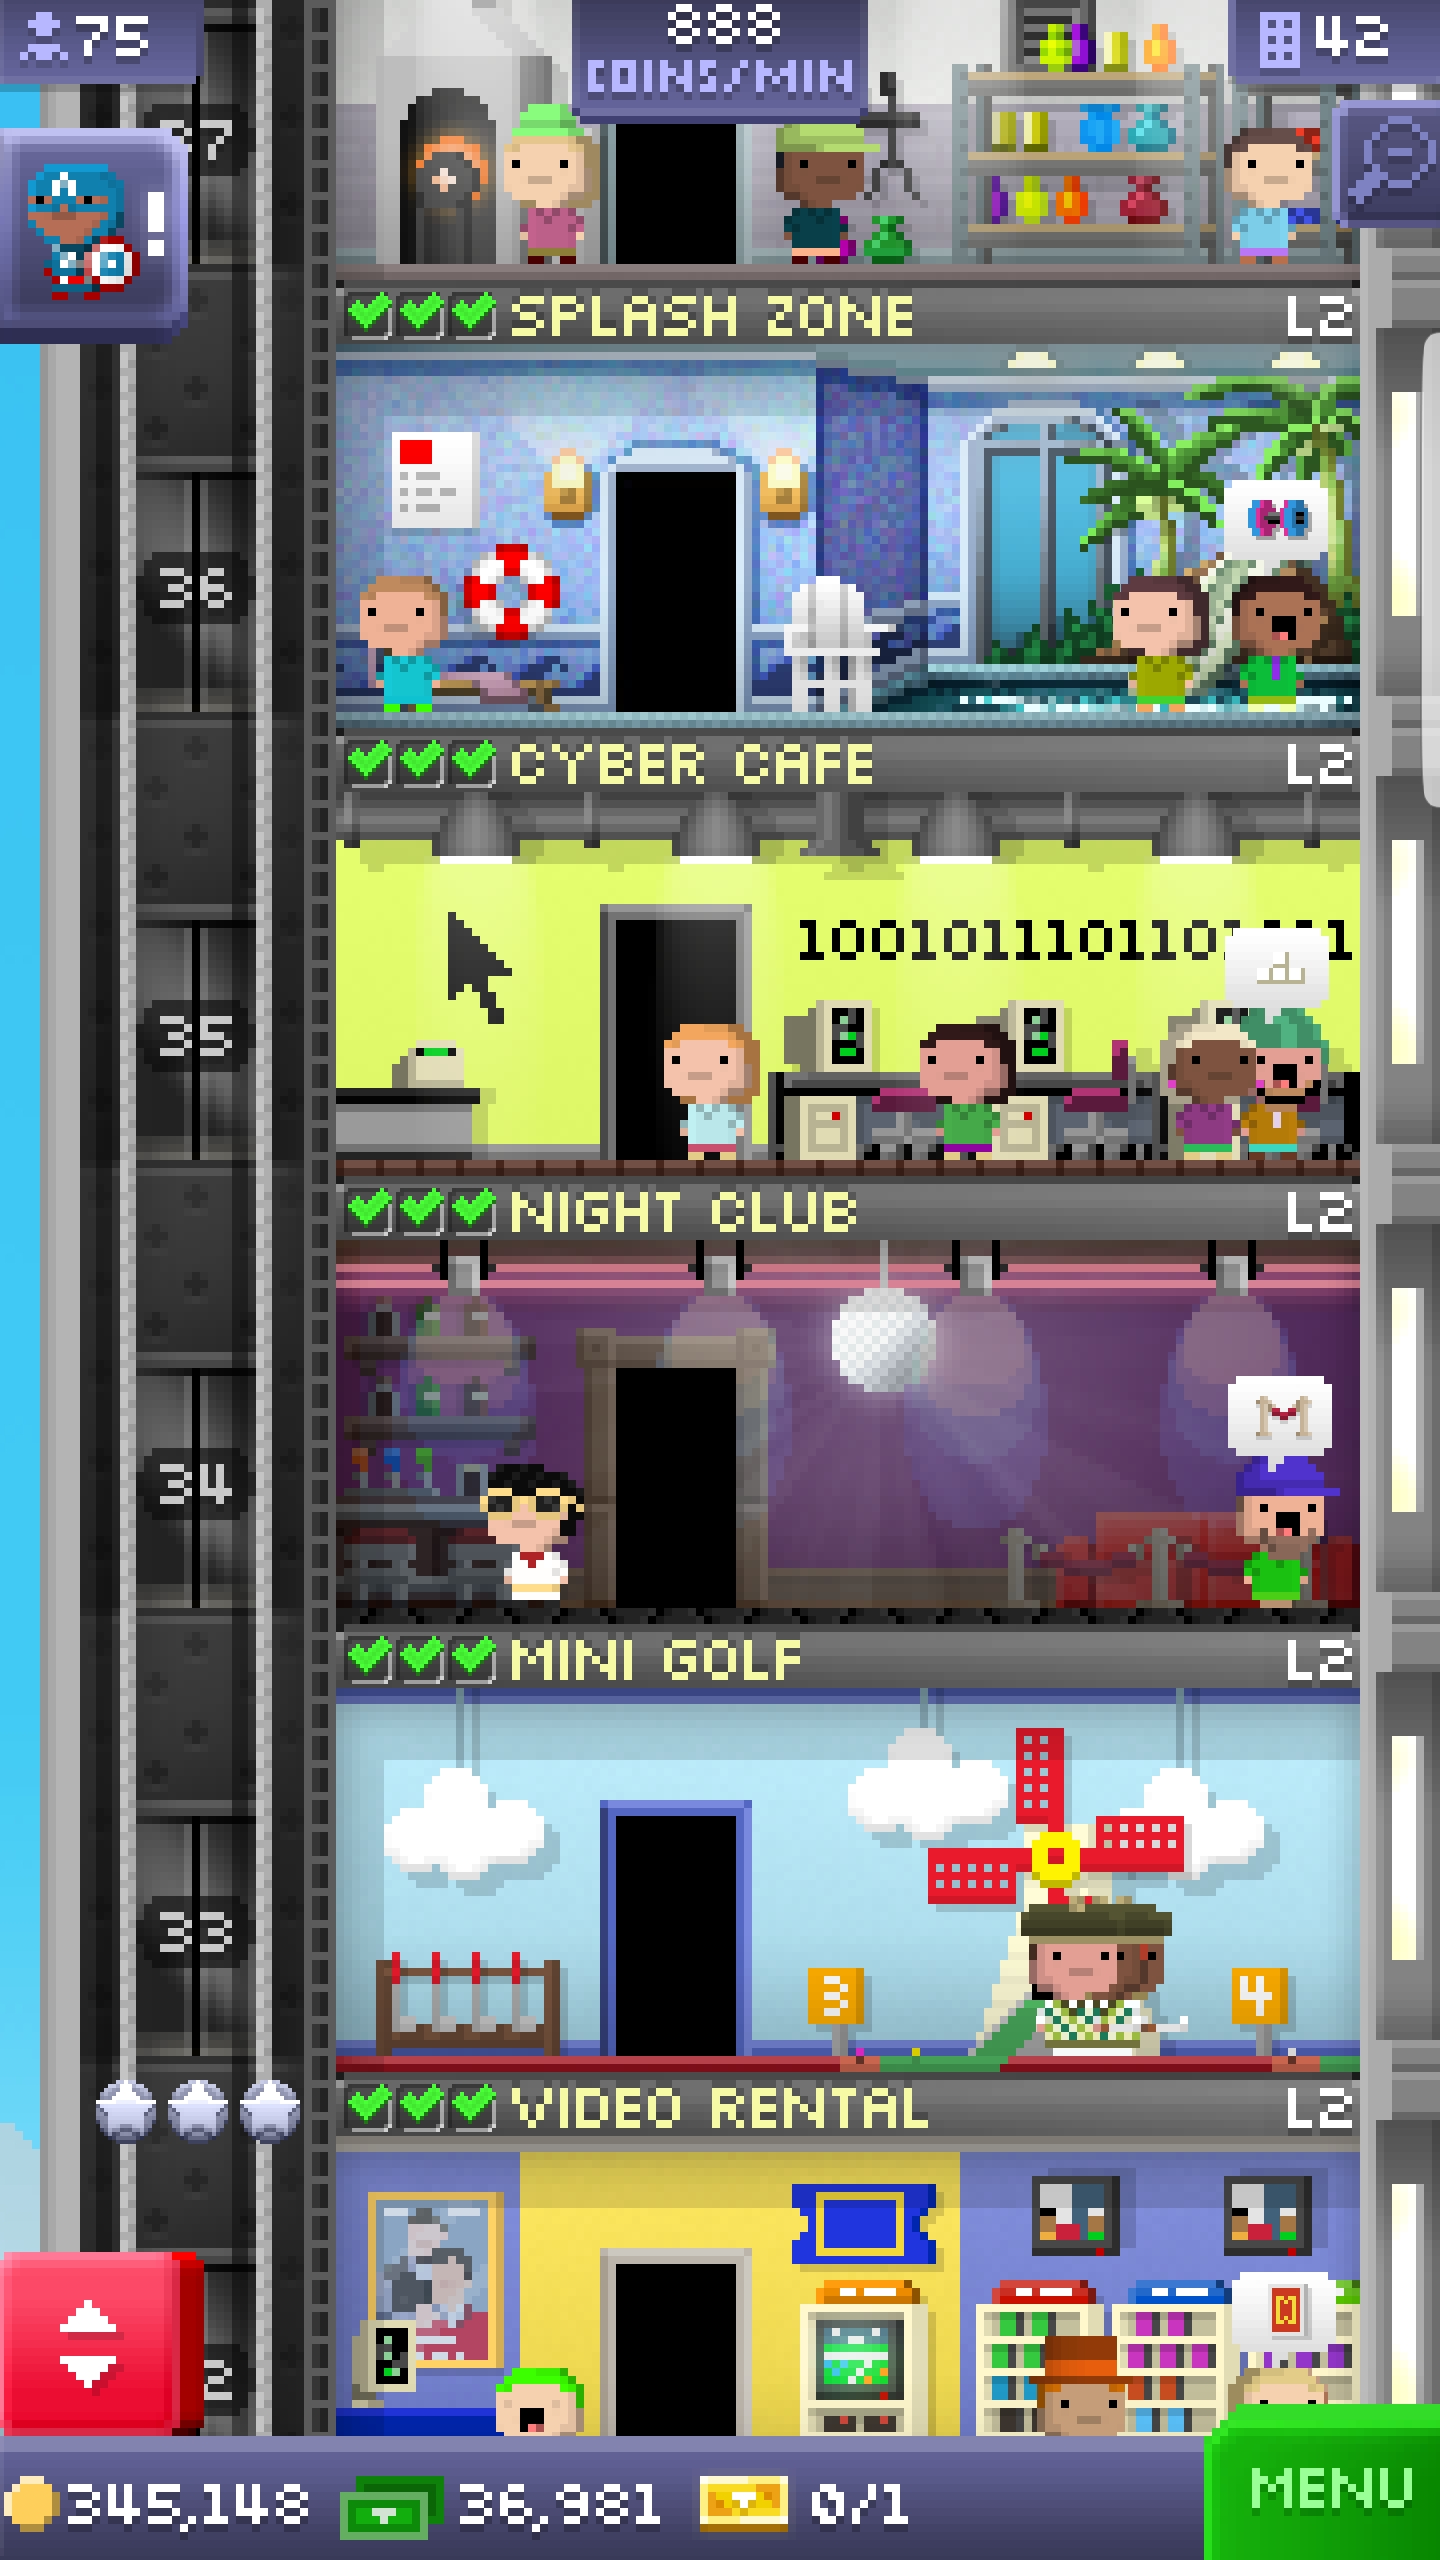 75
888
COINS/MIN
42
37
!
SPLASH ZONE
L2
36
CYBER CAFE
L2
1001011101101
1
35
NIGHT CLUB
L2
34
MINI GOLF
L2
33
3
4
VIDEO RENTAL
L2
2
345,148
36,981
0/1
MENU